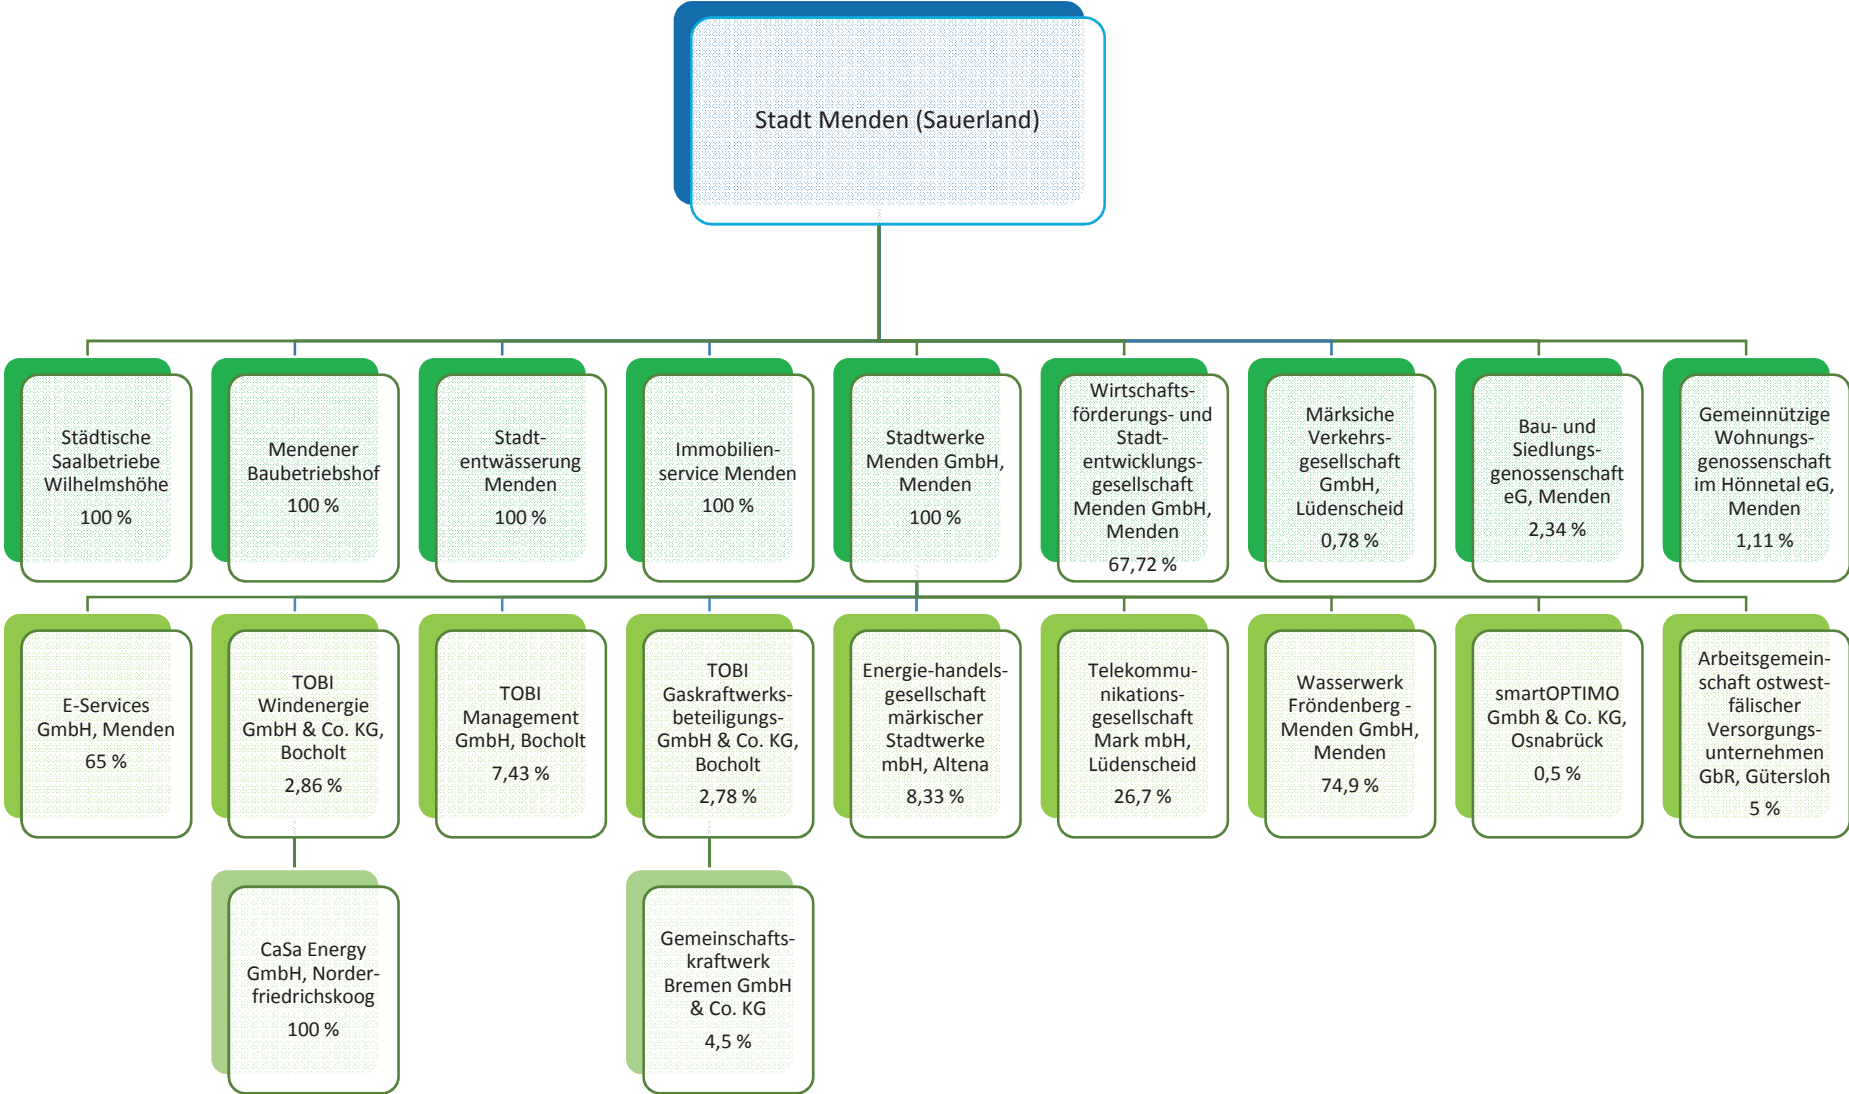 Stadt Menden (Sauerland)
Städtische
Saalbetriebe
Wilhelmshöhe
100 %
Mendener
Baubetriebshof
100 %
Stadt-
entwässerung
Menden
100 %
Immobilien-
service Menden
100 %
Stadtwerke
Menden GmbH,
Menden
100 %
Wirtschafts-
förderungs- und
Stadt-
entwicklungs-
gesellschaft
Menden GmbH,
Menden
67,72 %
Märksiche
Verkehrs-
gesellschaft
GmbH,
Lüdenscheid
0,78 %
Bau- und
Siedlungs-
genossenschaft
eG, Menden
2,34 %
Gemeinnützige
Wohnungs-
genossenschaft
im Hönnetal eG,
Menden
1,11 %
E-Services
GmbH, Menden
65 %
TOBI
Windenergie
GmbH & Co. KG,
Bocholt
2,86 %
TOBI
Management
GmbH, Bocholt
7,43 %
TOBI
Gaskraftwerks-
beteiligungs-
GmbH & Co. KG,
Bocholt
2,78 %
Energie-handels-
gesellschaft
märkischer
Stadtwerke
mbH, Altena
8,33 %
Telekommu-
nikations-
gesellschaft
Mark mbH,
Lüdenscheid
26,7 %
Wasserwerk
Fröndenberg -
Menden GmbH,
Menden
74,9 %
smartOPTIMO
Gmbh & Co. KG,
Osnabrück
0,5 %
Arbeitsgemein-
schaft ostwest-
fälischer
Versorgungs-
unternehmen
GbR, Gütersloh
5 %
CaSa Energy
GmbH, Norder-
friedrichskoog
100 %
Gemeinschafts-
kraftwerk
Bremen GmbH
& Co. KG
4,5 %